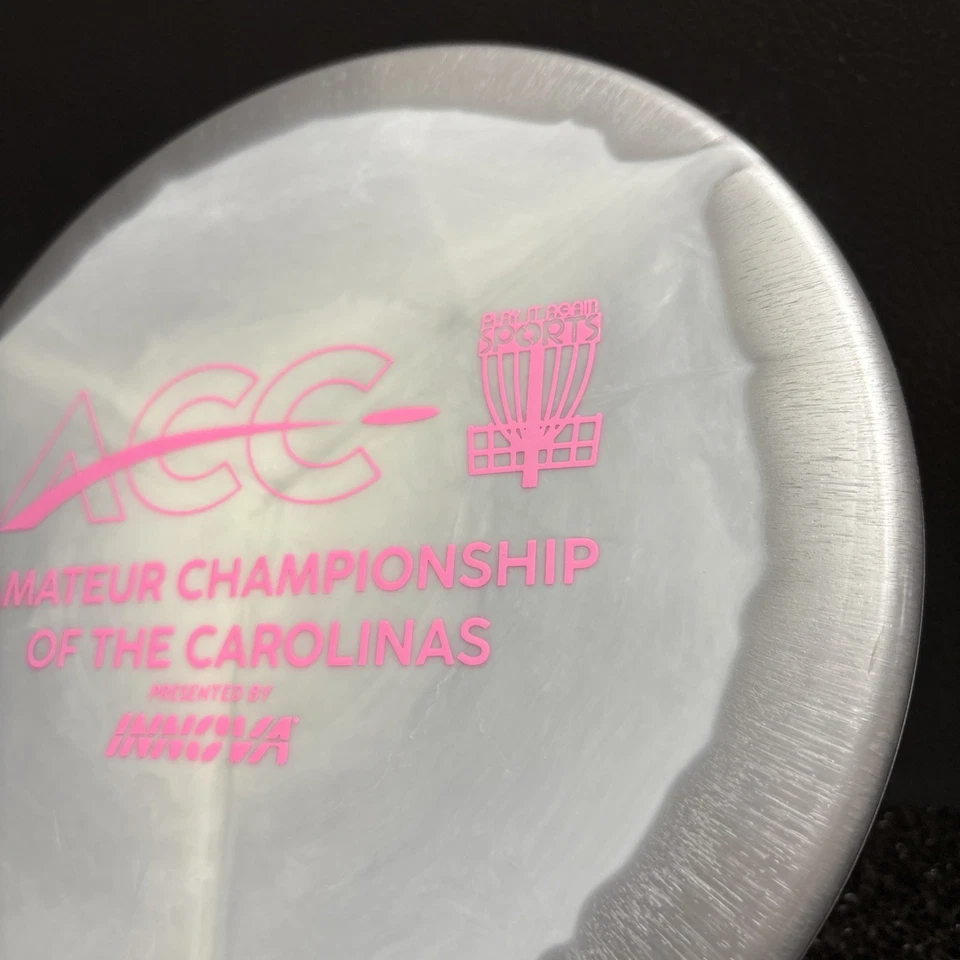 PLAY IT AGAIN
SPORTS
ACC
MATEUR CHAMPIONSHIP
OF THE CAROLINAS
PRESENTED BY
INNOVA